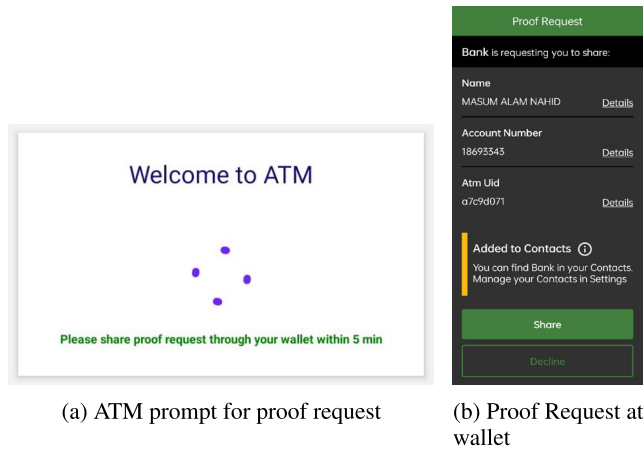 Welcome to ATM
Please share proof request through your wallet within 5 min
(a) ATM prompt for proof request
Proof Request
Bank is requesting you to share:
Name
MASUM ALAM NAHID Details
Account Number
18693343 Details
Atm Uid
a7c9d071 Details
Added to Contacts
You can find Bank in your Contacts.
Manage your Contacts in Settings
Share
Decline
(b) Proof Request at
wallet